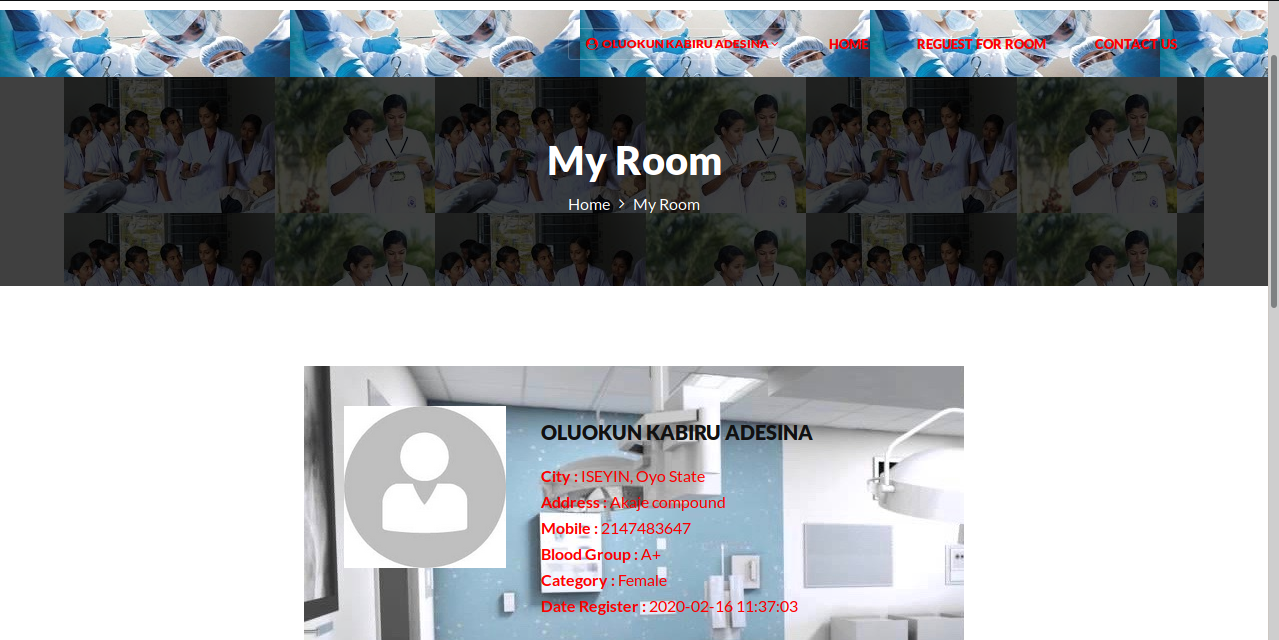 OLUOKUN KABIRU ADESINA HOME REGUEST FOR ROOM CONTACT US
My Room
Home > My Room
OLUOKUN KABIRU ADESINA
City : ISEYIN, Oyo State
Address : Akaje compound
Mobile : 2147483647
Blood Group : A+
Category : Female
Date Register : 2020-02-16 11:37:03